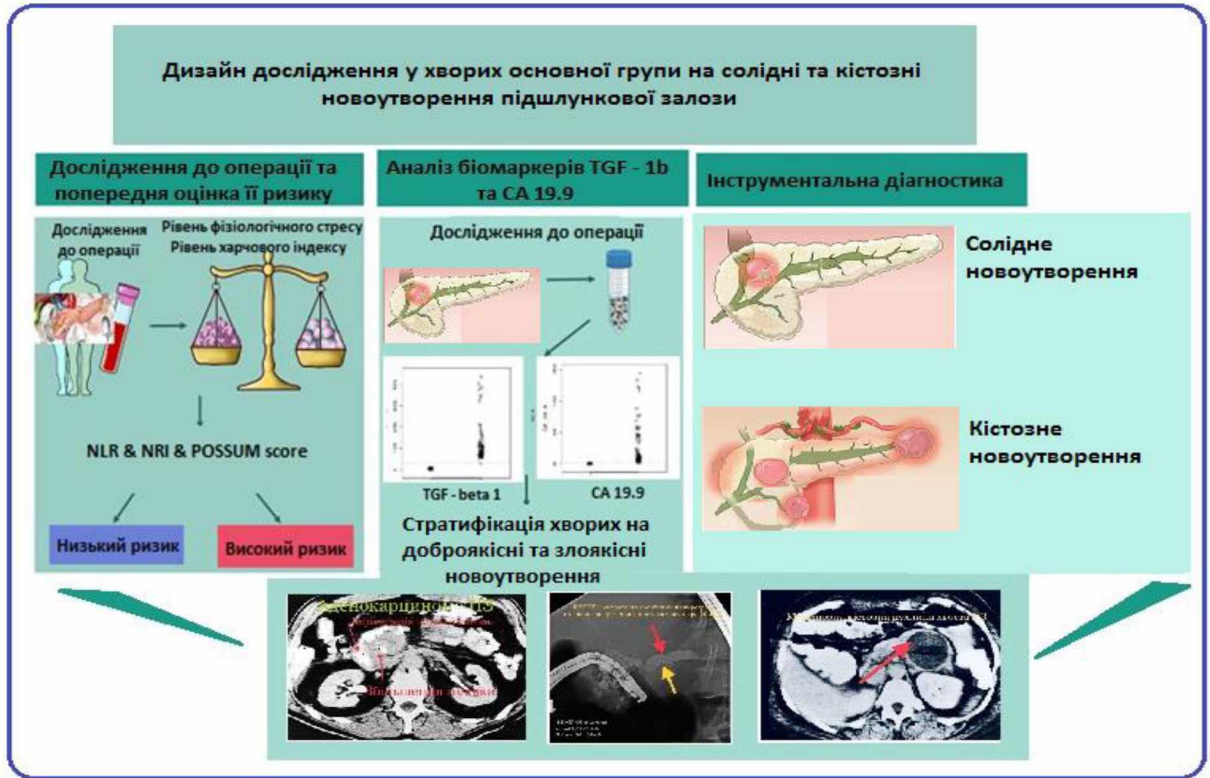 Дизайн дослідження у хворих основної групи на солідні та кістозні
новоутворення підшлункової залози
Дослідження до операції та
попередня оцінка її ризику
Дослідження
до операції
Рівень фізіологічного стресу
Рівень харчового індексу
NLR & NRI & POSSUM score
Низький ризик
Високий ризик
Аналіз біомаркерів TGF - 1b
та СА 19.9
Дослідження до операції
TGF - beta 1
CA 19.9
Стратифікація хворих на
доброякісні та злоякісні
новоутворення
Інструментальна діагностика
Солідне
новоутворення
Кістозне
новоутворення
Аденокарцинома ПЗ